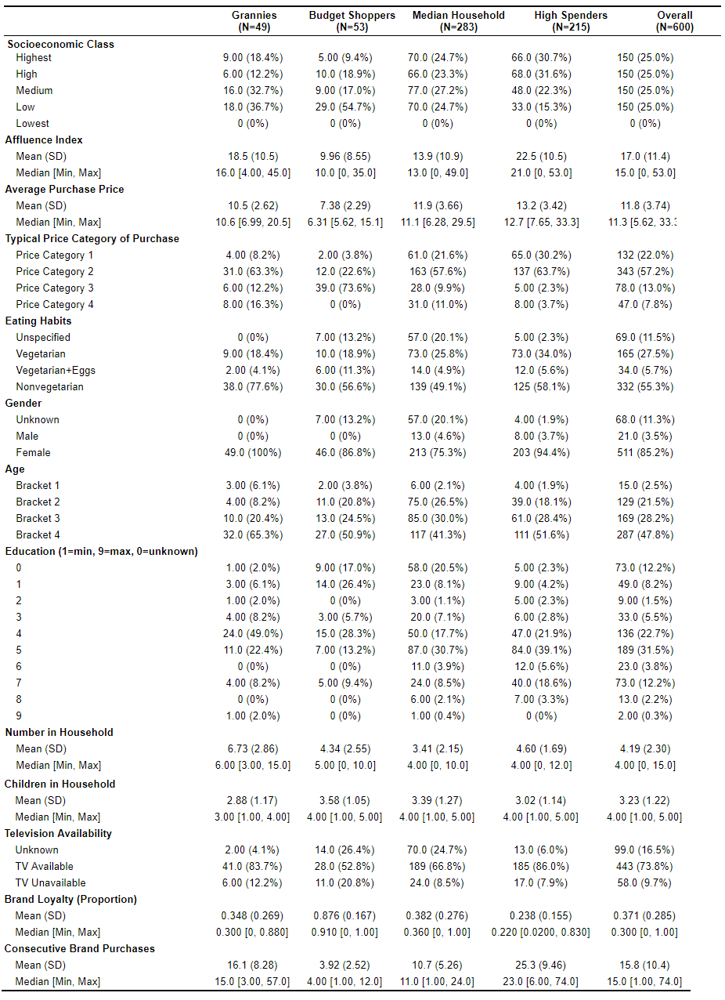 Grannies Budget Shoppers Median Household High Spenders Overall
(N=49) (N=53) (N=283) (N=215) (N=600)
Socioeconomic Class
Highest 9.00 (18.4%) 5.00 (9.4%) 70.0 (24.7%) 66.0 (30.7%) 150 (25.0%)
High 6.00 (12.2%) 10.0 (18.9%) 66.0 (23.3%) 68.0 (31.6%) 150 (25.0%)
Medium 16.0 (32.7%) 9.00 (17.0%) 77.0 (27.2%) 48.0 (22.3%) 150 (25.0%)
Low 18.0 (36.7%) 29.0 (54.7%) 70.0 (24.7%) 33.0 (15.3%) 150 (25.0%)
Lowest 0 (0%) 0 (0%) 0 (0%) 0 (0%) 0 (0%)
Affluence Index
Mean (SD) 18.5 (10.5) 9.96 (8.55) 13.9 (10.9) 22.5 (10.5) 17.0 (11.4)
Median [Min, Max] 16.0 [4.00, 45.0] 10.0 [0, 35.0] 13.0 [0, 49.0] 21.0 [0, 53.0] 15.0 [0, 53.0]
Average Purchase Price
Mean (SD) 10.5 (2.62) 7.38 (2.29) 11.9 (3.66) 13.2 (3.42) 11.8 (3.74)
Median [Min, Max] 10.6 [6.99, 20.5] 6.31 [5.62, 15.1] 11.1 [6.28, 29.5] 12.7 [7.65, 33.3] 11.3 [5.62, 33.3
Typical Price Category of Purchase
Price Category 1 4.00 (8.2%) 2.00 (3.8%) 61.0 (21.6%) 65.0 (30.2%) 132 (22.0%)
Price Category 2 31.0 (63.3%) 12.0 (22.6%) 163 (57.6%) 137 (63.7%) 343 (57.2%)
Price Category 3 6.00 (12.2%) 39.0 (73.6%) 28.0 (9.9%) 5.00 (2.3%) 78.0 (13.0%)
Price Category 4 8.00 (16.3%) 0 (0%) 31.0 (11.0%) 8.00 (3.7%) 47.0 (7.8%)
Eating Habits
Unspecified 0 (0%) 7.00 (13.2%) 57.0 (20.1%) 5.00 (2.3%) 69.0 (11.5%)
Vegetarian 9.00 (18.4%) 10.0 (18.9%) 73.0 (25.8%) 73.0 (34.0%) 165 (27.5%)
Vegetarian+Eggs 2.00 (4.1%) 6.00 (11.3%) 14.0 (4.9%) 12.0 (5.6%) 34.0 (5.7%)
Nonvegetarian 38.0 (77.6%) 30.0 (56.6%) 139 (49.1%) 125 (58.1%) 332 (55.3%)
Gender
Unknown 0 (0%) 7.00 (13.2%) 57.0 (20.1%) 4.00 (1.9%) 68.0 (11.3%)
Male 0 (0%) 0 (0%) 13.0 (4.6%) 8.00 (3.7%) 21.0 (3.5%)
Female 49.0 (100%) 46.0 (86.8%) 213 (75.3%) 203 (94.4%) 511 (85.2%)
Age
Bracket 1 3.00 (6.1%) 2.00 (3.8%) 6.00 (2.1%) 4.00 (1.9%) 15.0 (2.5%)
Bracket 2 4.00 (8.2%) 11.0 (20.8%) 75.0 (26.5%) 39.0 (18.1%) 129 (21.5%)
Bracket 3 10.0 (20.4%) 13.0 (24.5%) 85.0 (30.0%) 61.0 (28.4%) 169 (28.2%)
Bracket 4 32.0 (65.3%) 27.0 (50.9%) 117 (41.3%) 111 (51.6%) 287 (47.8%)
Education (1=min, 9=max, 0=unknown)
0 1.00 (2.0%) 9.00 (17.0%) 58.0 (20.5%) 5.00 (2.3%) 73.0 (12.2%)
1 3.00 (6.1%) 14.0 (26.4%) 23.0 (8.1%) 9.00 (4.2%) 49.0 (8.2%)
2 1.00 (2.0%) 0 (0%) 3.00 (1.1%) 5.00 (2.3%) 9.00 (1.5%)
3 4.00 (8.2%) 3.00 (5.7%) 20.0 (7.1%) 6.00 (2.8%) 33.0 (5.5%)
4 24.0 (49.0%) 15.0 (28.3%) 50.0 (17.7%) 47.0 (21.9%) 136 (22.7%)
5 11.0 (22.4%) 7.00 (13.2%) 87.0 (30.7%) 84.0 (39.1%) 189 (31.5%)
6 0 (0%) 0 (0%) 11.0 (3.9%) 12.0 (5.6%) 23.0 (3.8%)
7 4.00 (8.2%) 5.00 (9.4%) 24.0 (8.5%) 40.0 (18.6%) 73.0 (12.2%)
8 0 (0%) 0 (0%) 6.00 (2.1%) 7.00 (3.3%) 13.0 (2.2%)
9 1.00 (2.0%) 0 (0%) 1.00 (0.4%) 0 (0%) 2.00 (0.3%)
Number in Household
Mean (SD) 6.73 (2.86) 4.34 (2.55) 3.41 (2.15) 4.60 (1.69) 4.19 (2.30)
Median [Min, Max] 6.00 [3.00, 15.0] 5.00 [0, 10.0] 4.00 [0, 10.0] 4.00 [0, 12.0] 4.00 [0, 15.0]
Children in Household
Mean (SD) 2.88 (1.17) 3.58 (1.05) 3.39 (1.27) 3.02 (1.14) 3.23 (1.22)
Median [Min, Max] 3.00 [1.00, 4.00] 4.00 [1.00, 5.00] 4.00 [1.00, 5.00] 4.00 [1.00, 5.00] 4.00 [1.00, 5.00]
Television Availability
Unknown 2.00 (4.1%) 14.0 (26.4%) 70.0 (24.7%) 13.0 (6.0%) 99.0 (16.5%)
TV Available 41.0 (83.7%) 28.0 (52.8%) 189 (66.8%) 185 (86.0%) 443 (73.8%)
TV Unavailable 6.00 (12.2%) 11.0 (20.8%) 24.0 (8.5%) 17.0 (7.9%) 58.0 (9.7%)
Brand Loyalty (Proportion)
Mean (SD) 0.348 (0.269) 0.876 (0.167) 0.382 (0.276) 0.238 (0.155) 0.371 (0.285)
Median [Min, Max] 0.300 [0, 0.880] 0.910 [0, 1.00] 0.360 [0, 1.00] 0.220 [0.0200, 0.830] 0.300 [0, 1.00]
Consecutive Brand Purchases
Mean (SD) 16.1 (8.28) 3.92 (2.52) 10.7 (5.26) 25.3 (9.46) 15.8 (10.4)
Median [Min, Max] 15.0 [3.00, 57.0] 4.00 [1.00, 12.0] 11.0 [1.00, 24.0] 23.0 [6.00, 74.0] 15.0 [1.00, 74.0]